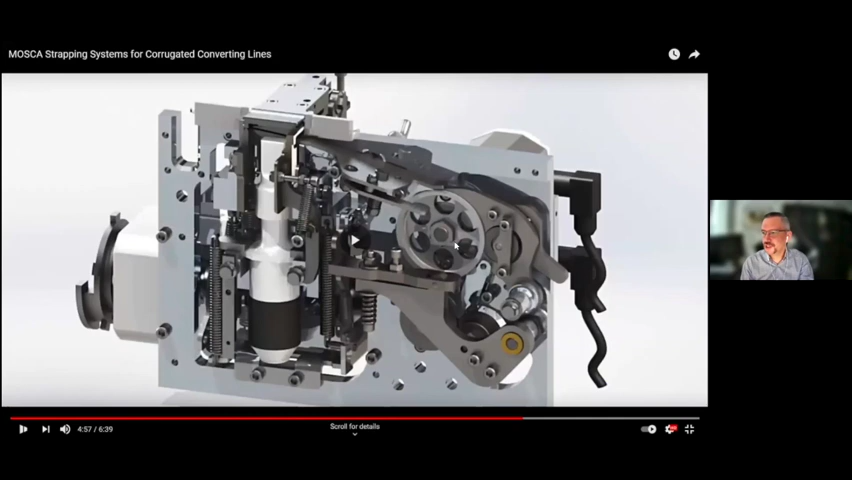 MOSCA Strapping Systems for Corrugated Converting Lines
4:57 / 6:39
Scroll for details